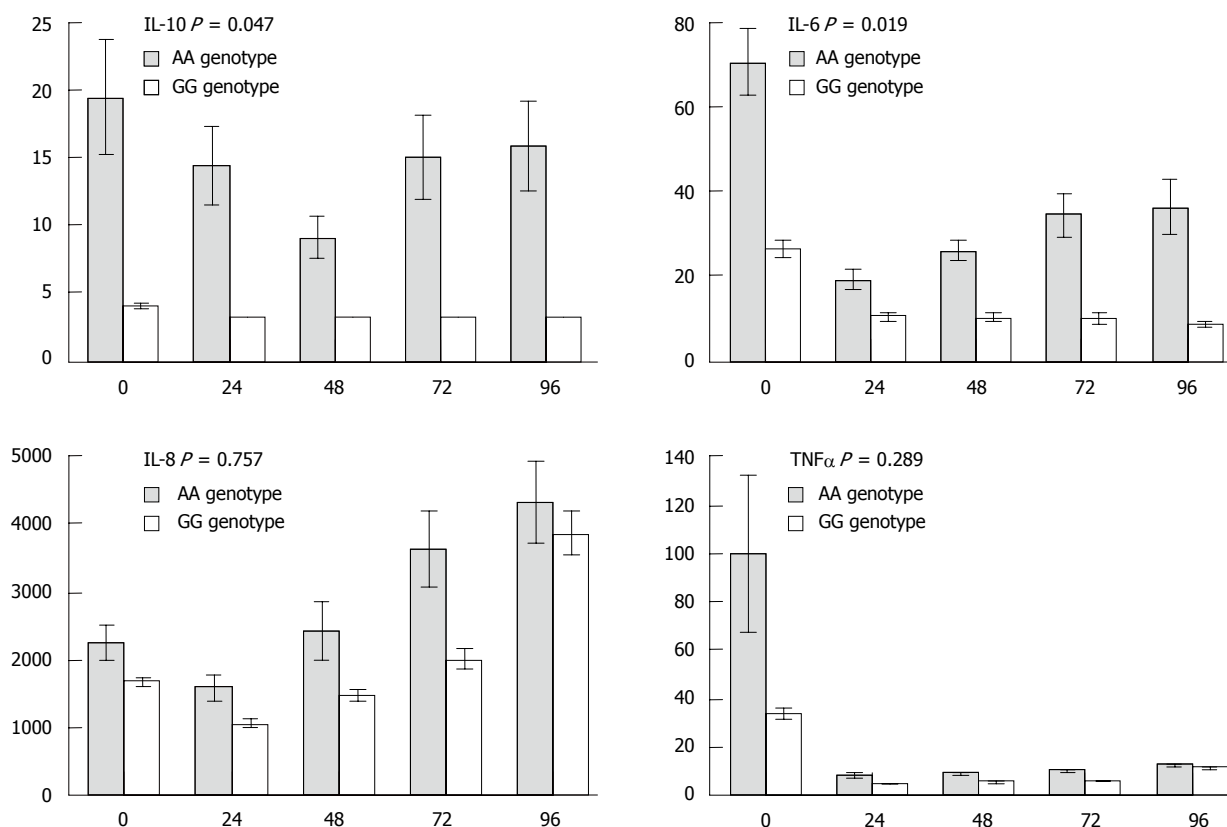 IL-10 P = 0.047
AA genotype
GG genotype
25
20
15
10
5
0
0 24 48 72 96
IL-6 P = 0.019
AA genotype
GG genotype
80
60
40
20
0
0 24 48 72 96
IL-8 P = 0.757
AA genotype
GG genotype
5000
4000
3000
2000
1000
0
0 24 48 72 96
TNFα P = 0.289
AA genotype
GG genotype
140
120
100
80
60
40
20
0
0 24 48 72 96